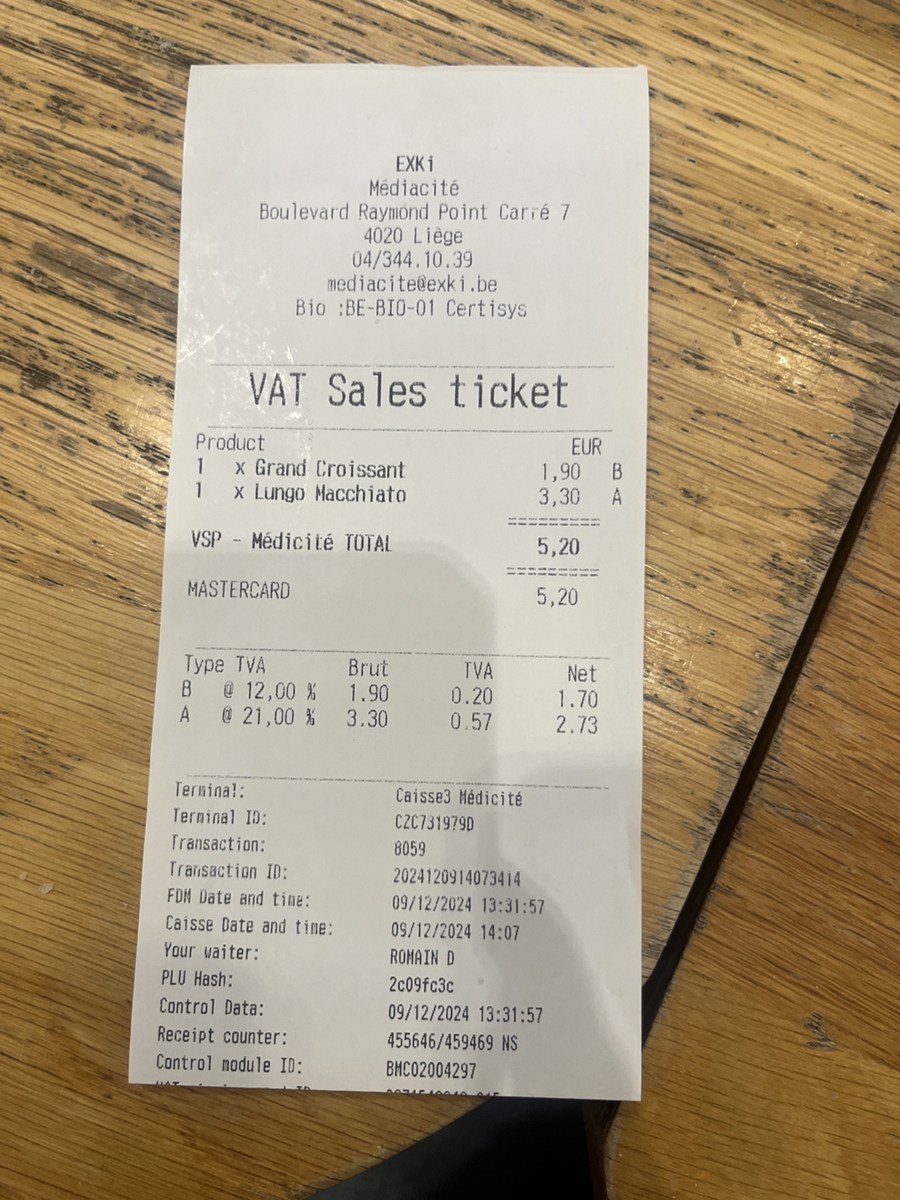 EXKi
Médiacité
Boulevard Raymond Point Carré 7
4020 Liège
04/344.10.39
mediacite@exki.be
Bio :BE-BIO-01 Certisys
VAT Sales ticket
Product EUR
1 x Grand Croissant 1,90 B
1 x Lungo Macchiato 3,30 A
===========
VSP - Médicité TOTAL 5,20
===========
MASTERCARD 5,20
Type TVA Brut TVA Net
B @ 12,00 % 1.90 0.20 1.70
A @ 21,00 % 3.30 0.57 2.73
Terminal: Caisse3 Médicité
Terminal ID: CZC731979D
Transaction: 8059
Transaction ID: 2024120914073414
FDM Date and time: 09/12/2024 13:31:57
Caisse Date and time: 09/12/2024 14:07
Your waiter: ROMAIN D
PLU Hash: 2c09fc3c
Control Data: 09/12/2024 13:31:57
Receipt counter: 455646/459469 NS
Control module ID: BMC02004297